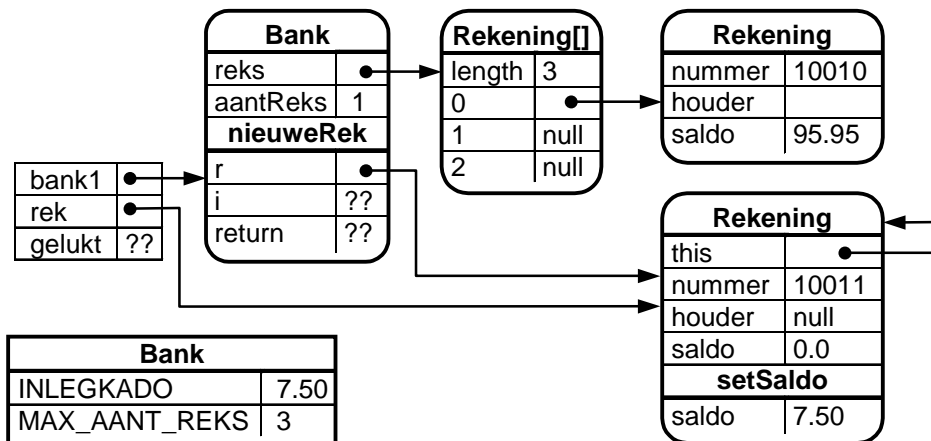 Bank
reks
aantReks 1
nieuweRek
r
i ??
return ??
Rekening[]
length 3
0
1 null
2 null
Rekening
nummer 10010
houder
saldo 95.95
bank1
rek
gelukt ??
Rekening
this
nummer 10011
houder null
saldo 0.0
setSaldo
saldo 7.50
Bank
INLEGKADO 7.50
MAX_AANT_REKS 3